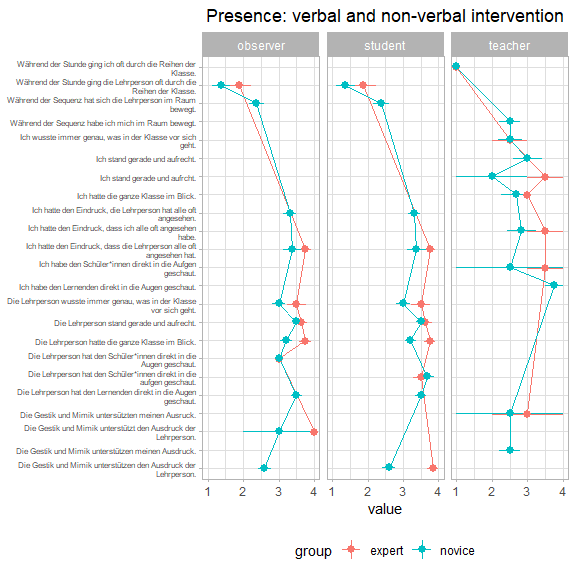 Presence: verbal and non-verbal intervention
observer
student
teacher
Während der Stunde ging ich oft durch die Reihen der
Klasse.
Während der Stunde ging die Lehrperson oft durch die
Reihen der Klasse.
Während der Sequenz hat sich die Lehrperson im Raum
bewegt.
Während der Sequenz habe ich mich im Raum bewegt.
Ich wusste immer genau, was in der Klasse vor sich
geht.
Ich stand gerade und aufrecht.
Ich stand gerade und aufrcht.
Ich hatte die ganze Klasse im Blick.
Ich hatte den Eindruck, die Lehrperson hat alle oft
angesehen.
Ich hatte den Eindruck, dass ich alle oft angesehen
habe.
Ich hatte den Eindruck, dass die Lehrperson alle oft
angesehen hat.
Ich habe den Schüler*innen direkt in die Aufgen
geschaut.
Ich habe den Lernenden direkt in die Augen geschaut.
Die Lehrperson wusste immer genau, was in der Klasse
vor sich geht.
Die Lehrperson stand gerade und aufrecht.
Die Lehrperson hatte die ganze Klasse im Blick.
Die Lehrperson hat den Schüler*innen direkt in die
Augen geschaut.
Die Lehrperson hat den Schüler*innen direkt in die
aufgen geschaut.
Die Lehrperson hat den Lernenden direkt in die Augen
geschaut.
Die Gestik und Mimik untersützten meinen Ausruck.
Die Gestik und Mimik unterstützt den Ausdruck der
Lehrperson.
Die Gestik und Mimik unterstützen meinen Ausdruck.
Die Gestik und Mimik unterstützen den Ausdruck der
Lehrperson.
1 2 3 4 1 2 3 4 1 2 3 4
value
group expert novice